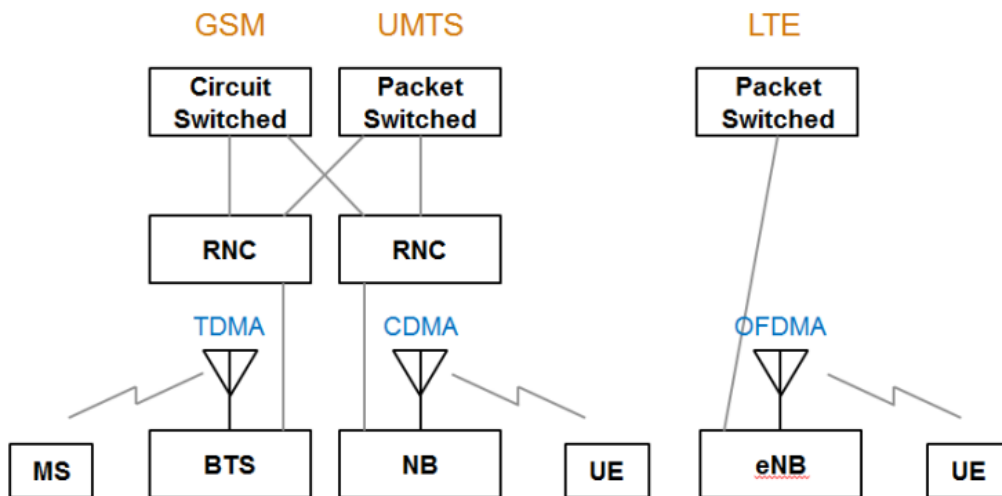 GSM
UMTS
LTE
Circuit
Switched
Packet
Switched
Packet
Switched
RNC
RNC
TDMA
CDMA
OFDMA
MS
BTS
NB
UE
eNB
UE